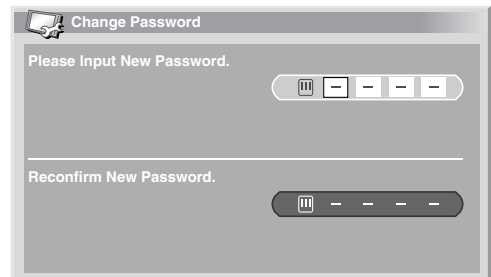 Change Password
Please Input New Password.
– – – –
Reconfirm New Password.
– – – –